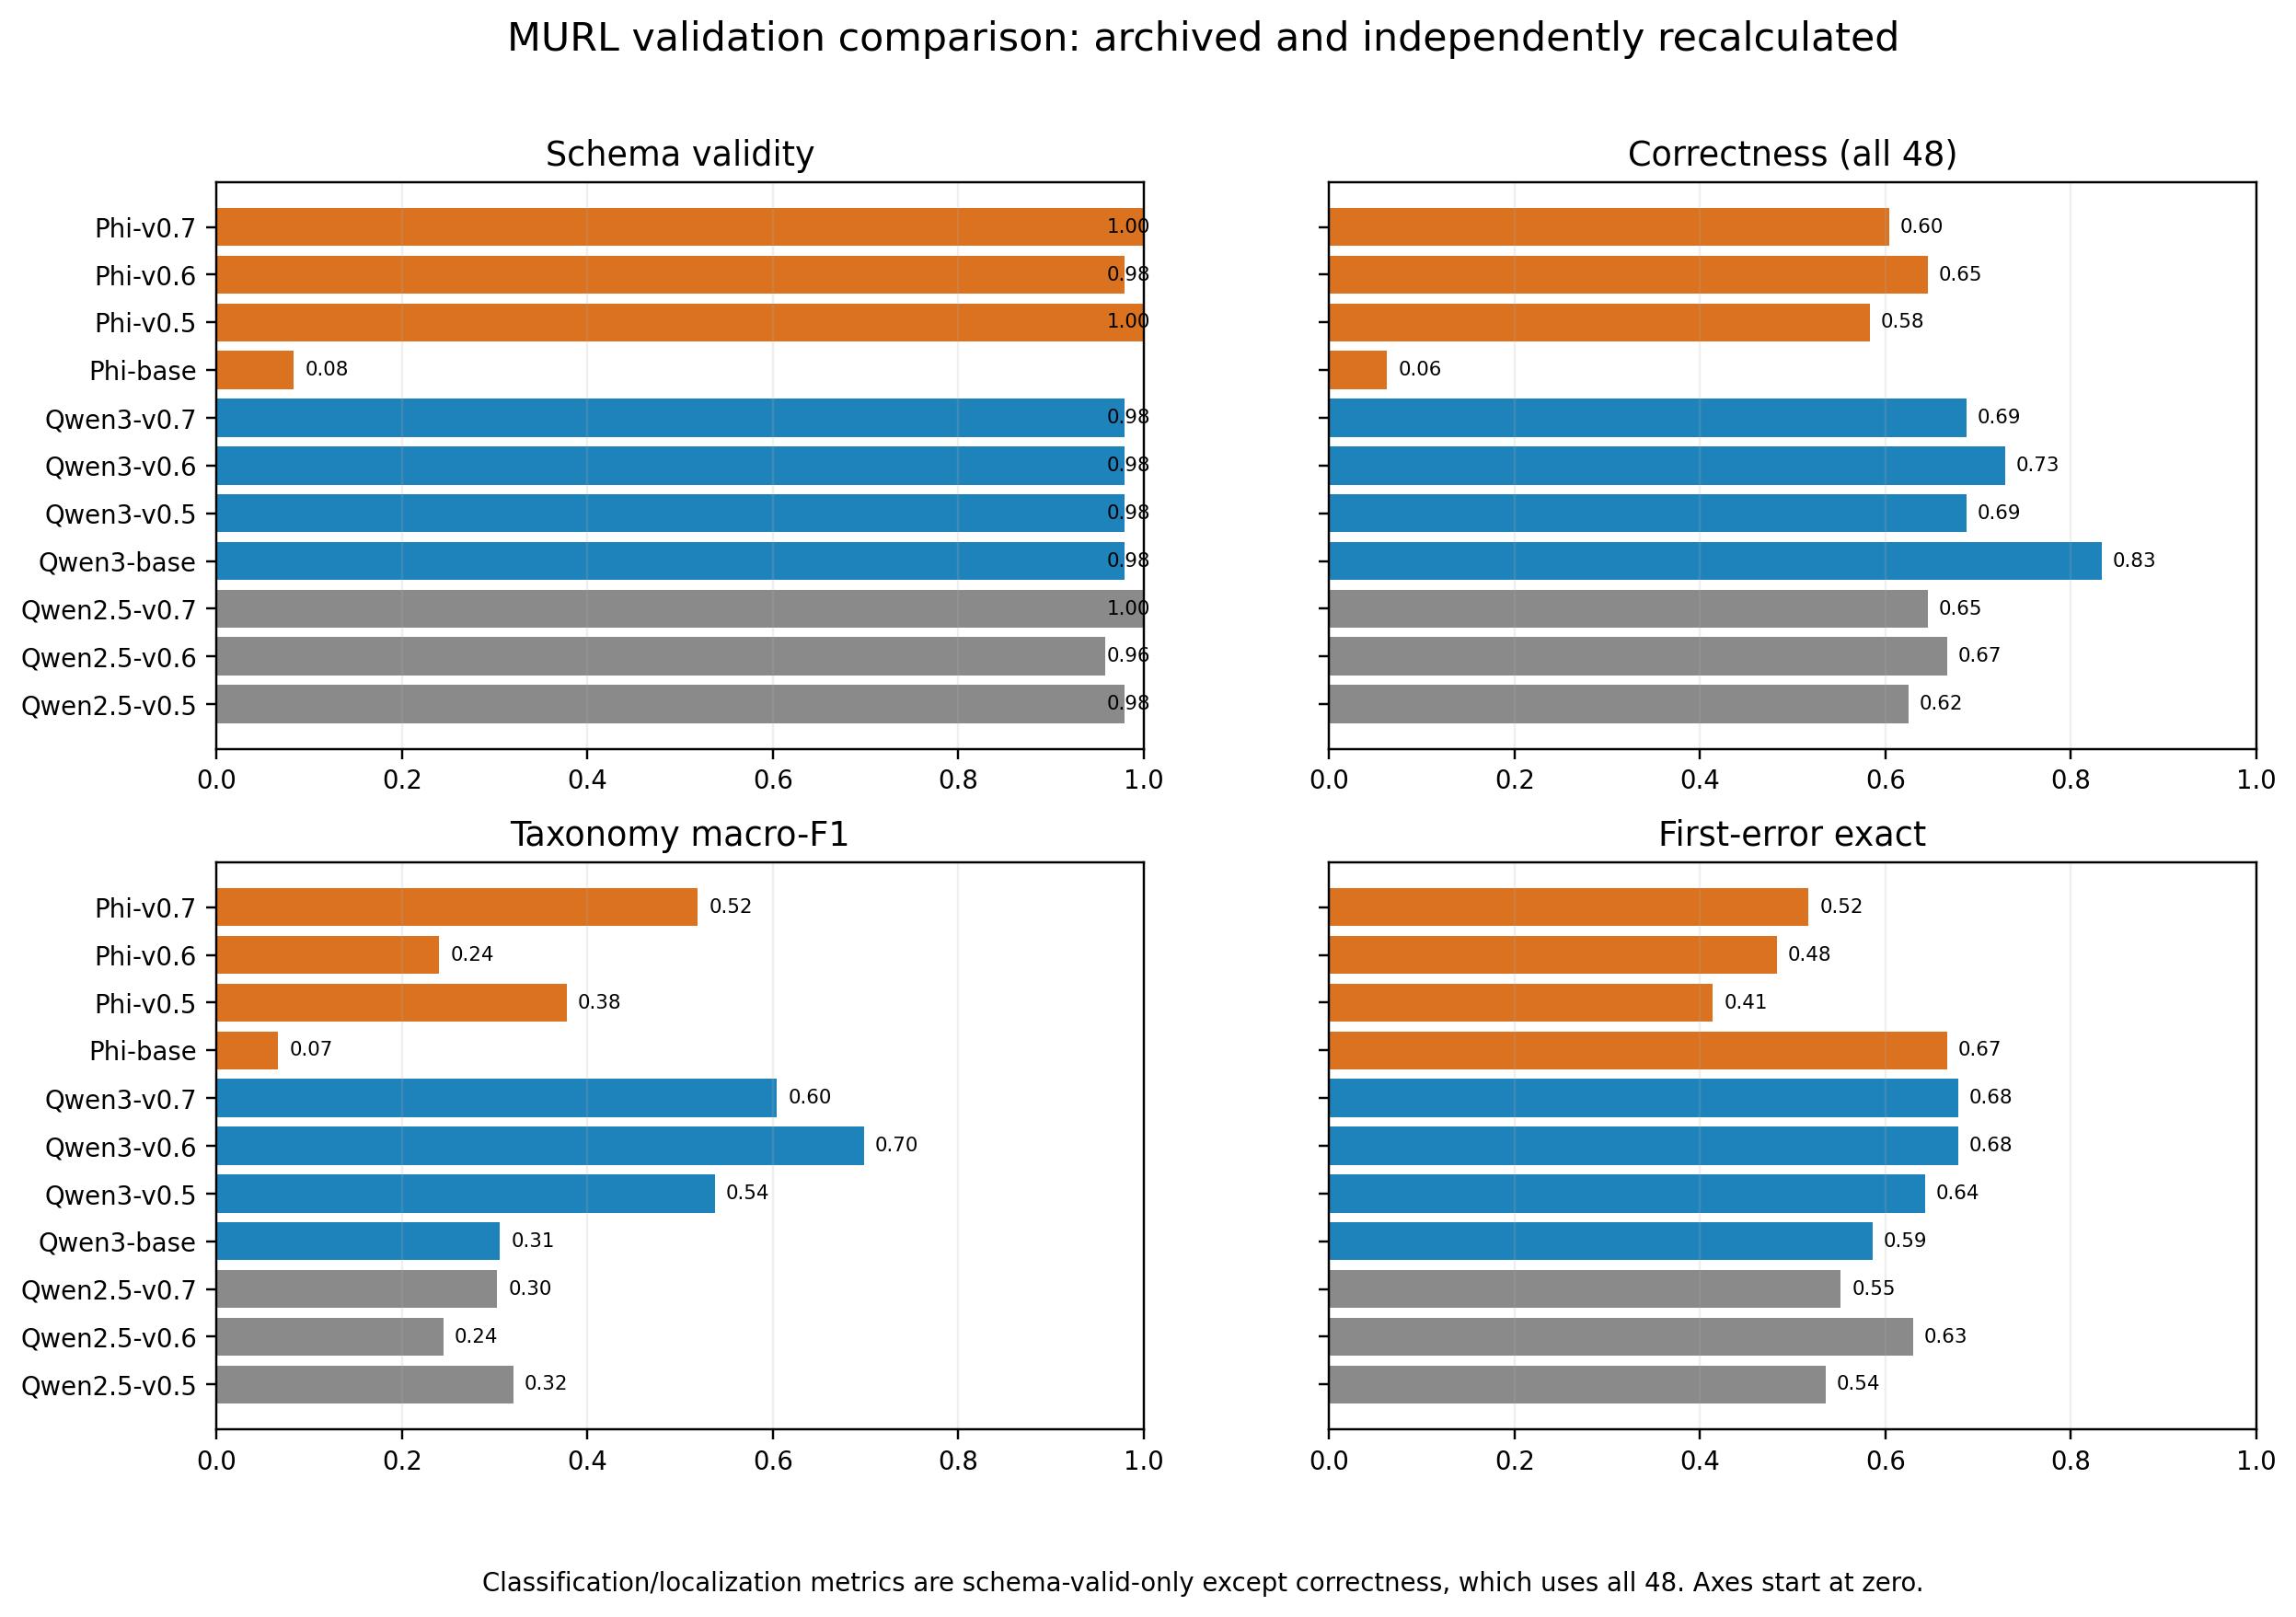 MURL validation comparison: archived and independently recalculated
Schema validity
Phi-v0.7 1.00
Phi-v0.6 0.98
Phi-v0.5 1.00
Phi-base 0.08
Qwen3-v0.7 0.98
Qwen3-v0.6 0.98
Qwen3-v0.5 0.98
Qwen3-base 0.98
Qwen2.5-v0.7 1.00
Qwen2.5-v0.6 0.96
Qwen2.5-v0.5 0.98
0.0 0.2 0.4 0.6 0.8 1.0
Correctness (all 48)
0.60
0.65
0.58
0.06
0.69
0.73
0.69
0.83
0.65
0.67
0.62
0.0 0.2 0.4 0.6 0.8 1.0
Taxonomy macro-F1
Phi-v0.7 0.52
Phi-v0.6 0.24
Phi-v0.5 0.38
Phi-base 0.07
Qwen3-v0.7 0.60
Qwen3-v0.6 0.70
Qwen3-v0.5 0.54
Qwen3-base 0.31
Qwen2.5-v0.7 0.30
Qwen2.5-v0.6 0.24
Qwen2.5-v0.5 0.32
0.0 0.2 0.4 0.6 0.8 1.0
First-error exact
0.52
0.48
0.41
0.67
0.68
0.68
0.64
0.59
0.55
0.63
0.54
0.0 0.2 0.4 0.6 0.8 1.0
Classification/localization metrics are schema-valid-only except correctness, which uses all 48. Axes start at zero.